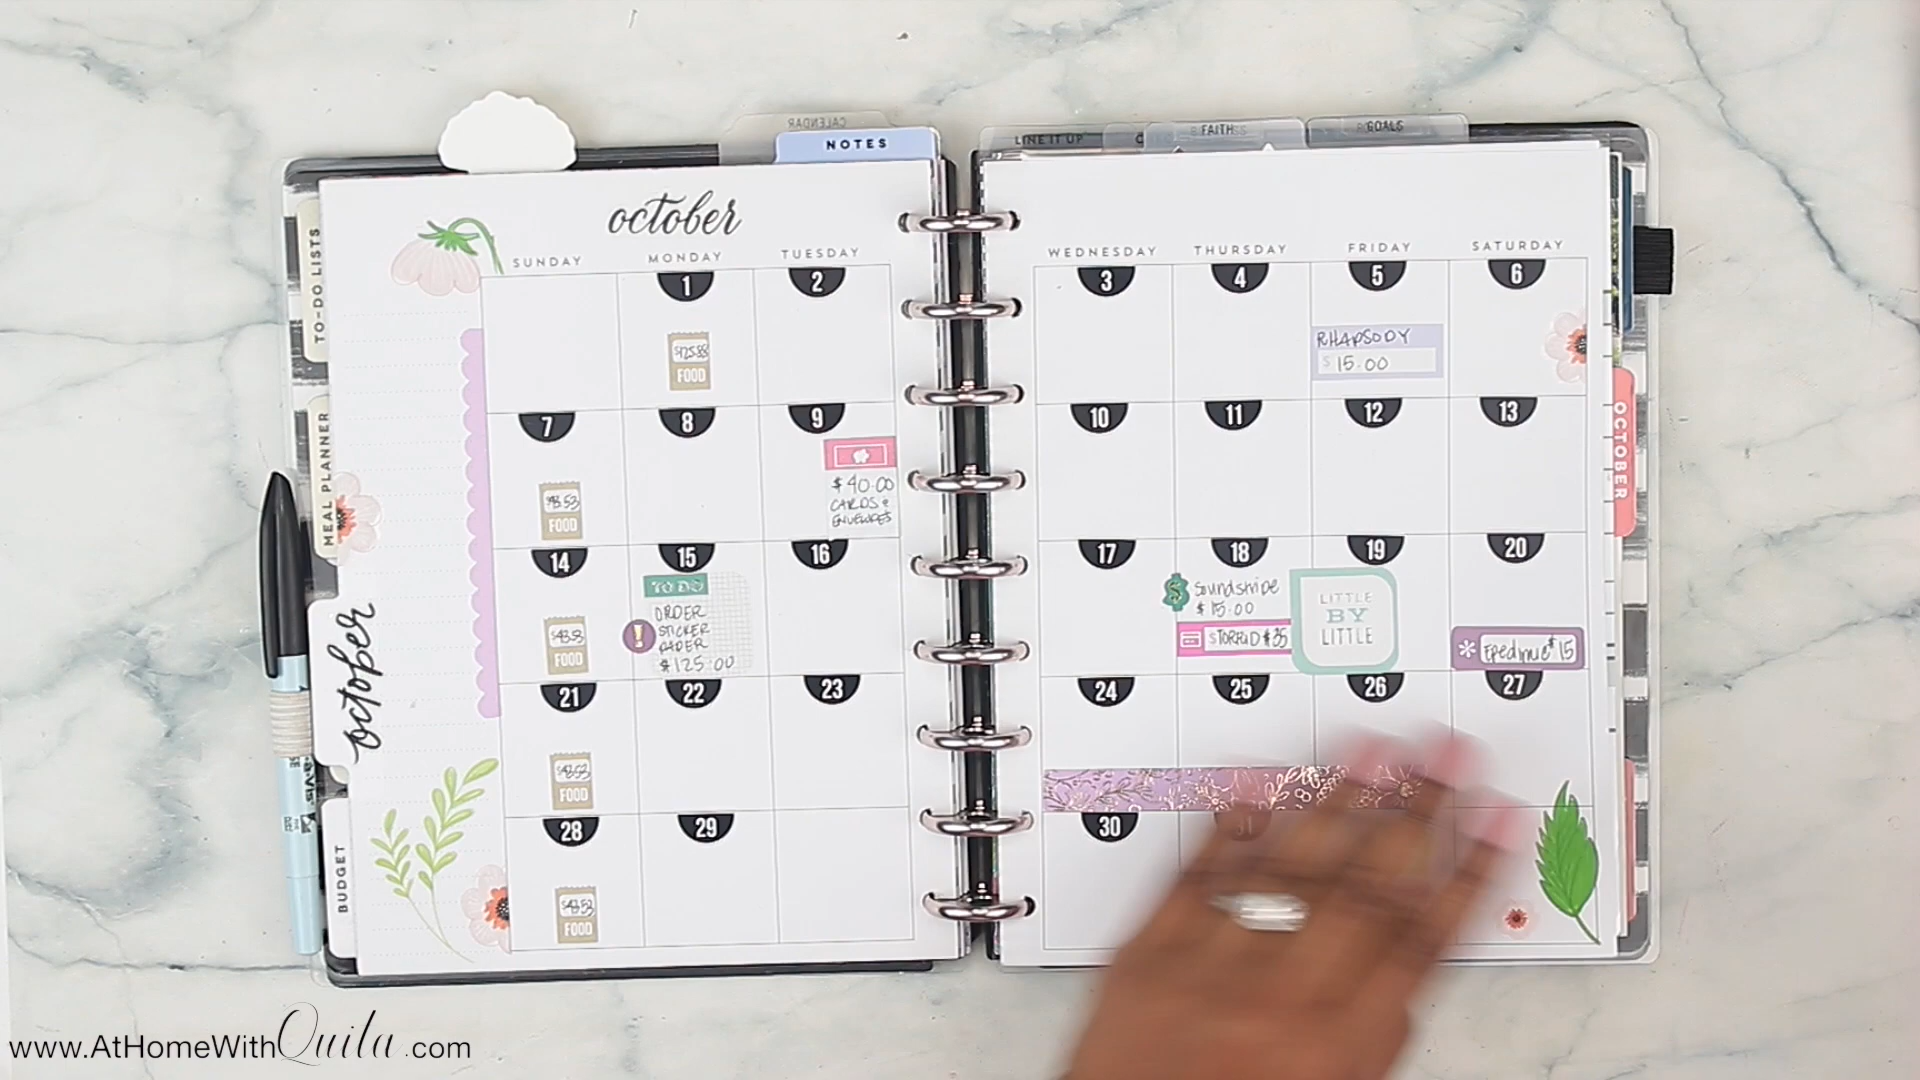 NOTES
LINE IT UP
FAITH
GOALS
october
SUNDAY MONDAY TUESDAY WEDNESDAY THURSDAY FRIDAY SATURDAY
TO-DO LISTS
MEAL PLANNER
october
BUDGET
OCTOBER
1 2 3 4 5 6
FOOD
RHAPSODY
$ 15.00
7 8 9 10 11 12 13
FOOD
$40.00
CARDS &
ENVELOPES
14 15 16 17 18 19 20
FOOD
TO DO
ORDER
STICKER
PAPER
$125.00
Soundstripe
$15.00
$TORRID $35
LITTLE
BY
LITTLE
$15
21 22 23 24 25 26 27
FOOD
28 29 30 31
FOOD
www.AtHomeWithQuila.com